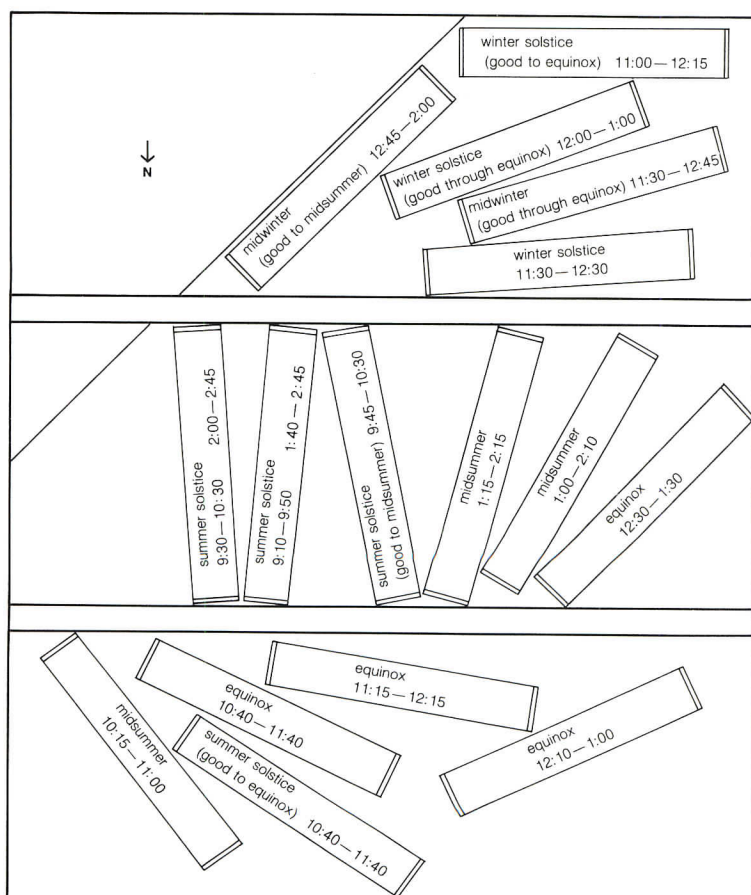 winter solstice
(good to equinox) 11:00—12:15
midwinter
(good to midsummer) 12:45—2:00
winter solstice
(good through equinox) 12:00—1:00
midwinter
(good through equinox) 11:30—12:45
winter solstice
11:30—12:30
N
summer solstice
9:30—10:30 2:00—2:45
summer solstice
9:10—9:50 1:40—2:45
summer solstice
(good to midsummer) 9:45—10:30
midsummer
1:15—2:15
midsummer
1:00—2:10
equinox
12:30—1:30
midsummer
10:15—11:00
equinox
10:40—11:40
equinox
11:15—12:15
summer solstice
(good to equinox) 10:40—11:40
equinox
12:10—1:00